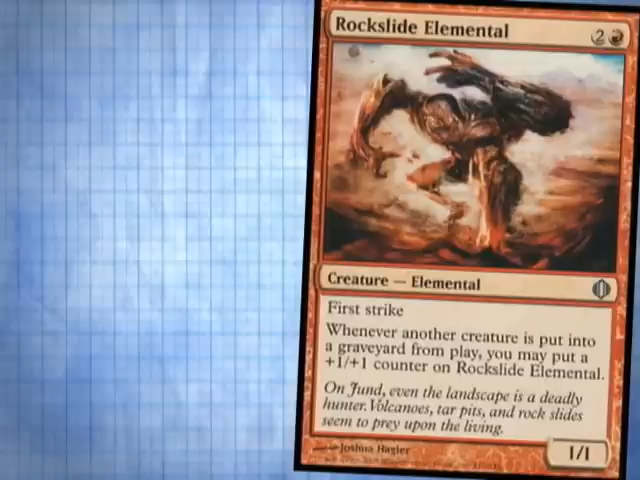 Rockslide Elemental
2
Creature — Elemental
First strike
Whenever another creature is put into
a graveyard from play, you may put a
+1/+1 counter on Rockslide Elemental.
On Jund, even the landscape is a deadly
hunter. Volcanoes, tar pits, and rock slides
seem to prey upon the living.
Joshua Hagler
1/1